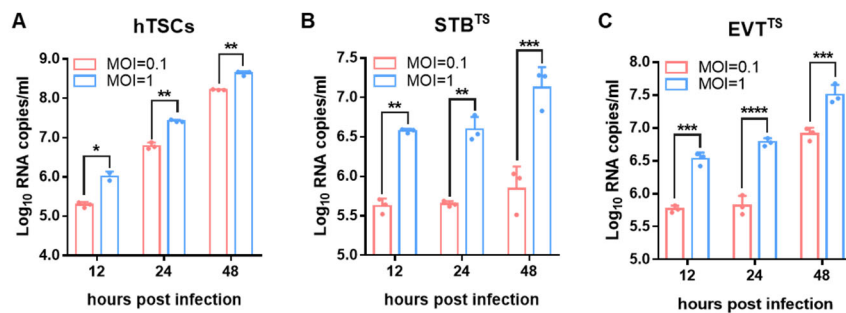 A
hTSCs
MOI=0.1
MOI=1
Log10 RNA copies/ml
9.0
8.0
7.0
6.0
5.0
4.0
*
**
**
12
24
48
hours post infection
B
STB^TS
MOI=0.1
MOI=1
Log10 RNA copies/ml
7.5
7.0
6.5
6.0
5.5
5.0
**
**
***
12
24
48
hours post infection
C
EVT^TS
MOI=0.1
MOI=1
Log10 RNA copies/ml
8.0
7.5
7.0
6.5
6.0
5.5
5.0
***
****
***
12
24
48
hours post infection